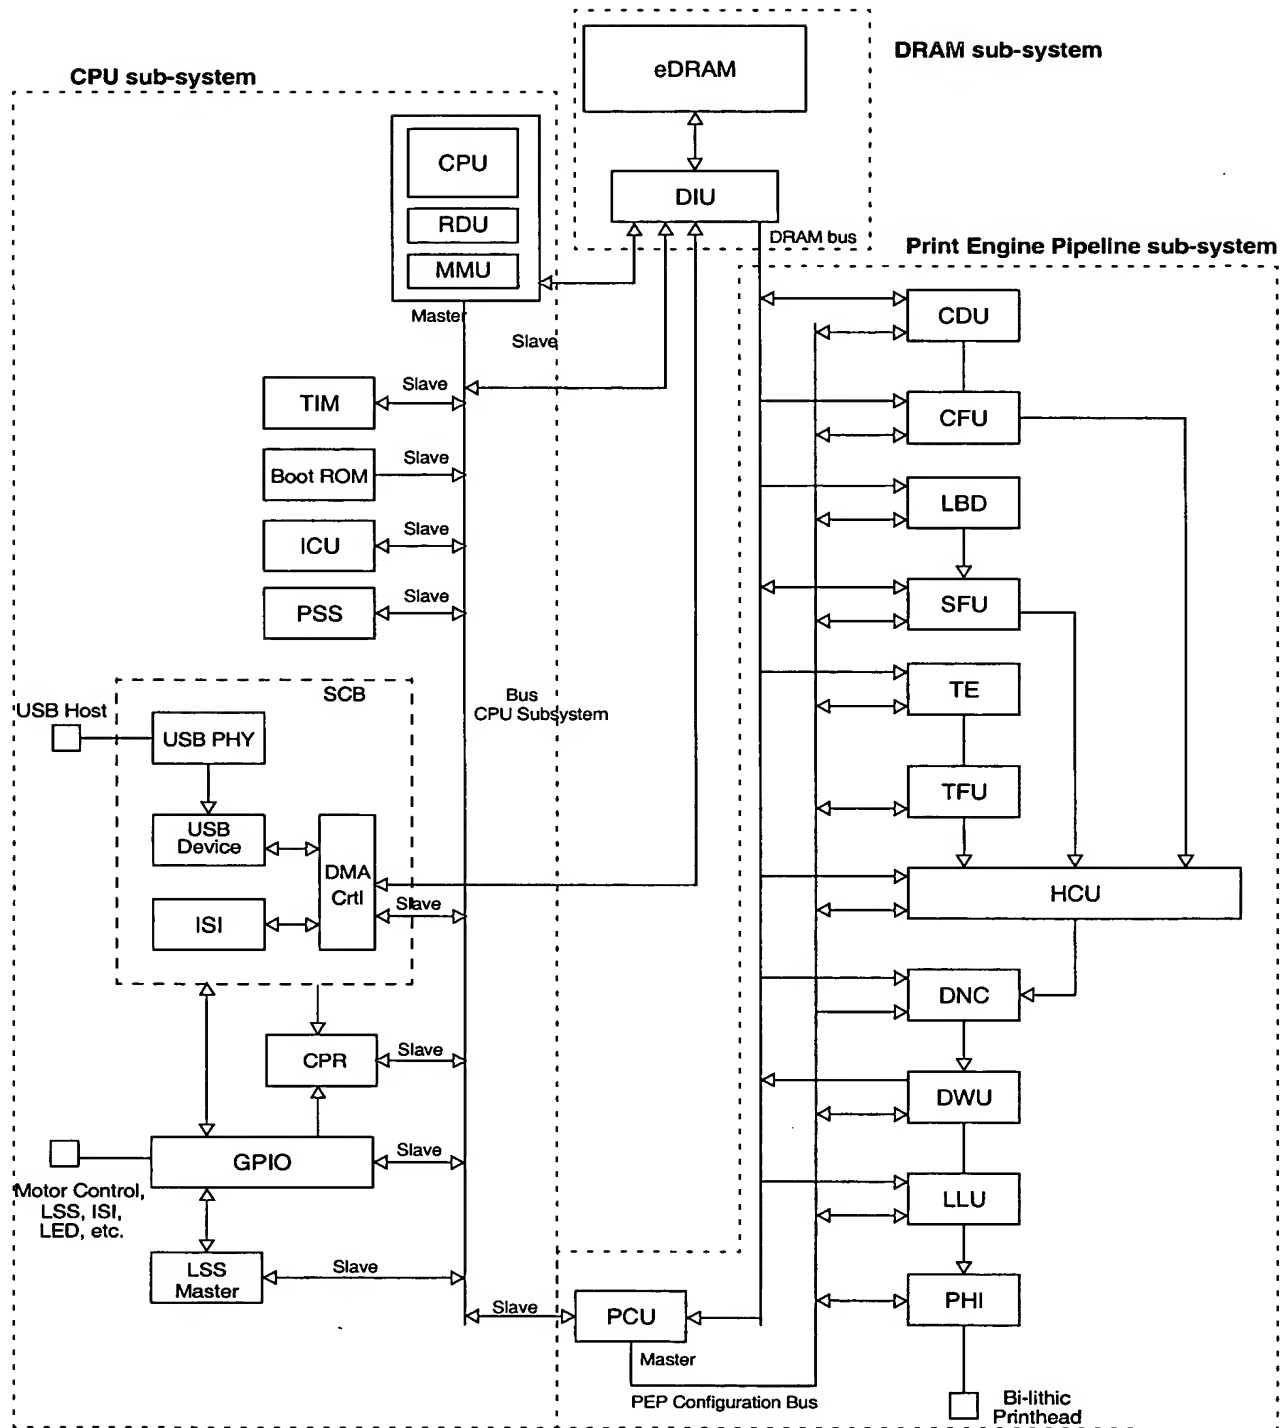 DRAM sub-system
CPU sub-system
eDRAM
CPU
RDU
MMU
DIU
DRAM bus
Print Engine Pipeline sub-system
Master
Slave
CDU
TIM
Slave
CFU
Boot ROM
Slave
LBD
ICU
Slave
PSS
Slave
SFU
SCB
TE
USB Host
USB PHY
Bus
CPU Subsystem
TFU
USB
Device
DMA
Crtl
Slave
HCU
ISI
DNC
CPR
Slave
DWU
GPIO
Slave
Motor Control,
LSS, ISI,
LED, etc.
LLU
LSS
Master
Slave
Slave
PCU
PHI
Master
PEP Configuration Bus
Bi-lithic
Printhead